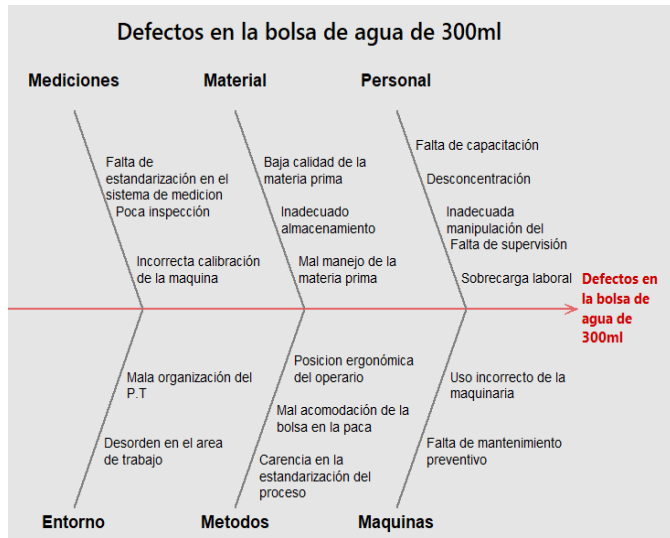 Defectos en la bolsa de agua de 300ml
Mediciones
Material
Personal
Falta de
estandarización en el
sistema de medicion
Poca inspección
Incorrecta calibración
de la maquina
Baja calidad de la
materia prima
Inadecuado
almacenamiento
Mal manejo de la
materia prima
Falta de capacitación
Desconcentración
Inadecuada
manipulación del
Falta de supervisión
Sobrecarga laboral
Defectos en
la bolsa de
agua de
300ml
Mala organización del
P.T
Desorden en el area
de trabajo
Posicion ergonómica
del operario
Mal acomodación de la
bolsa en la paca
Carencia en la
estandarización del
proceso
Uso incorrecto de la
maquinaria
Falta de mantenimiento
preventivo
Entorno
Metodos
Maquinas